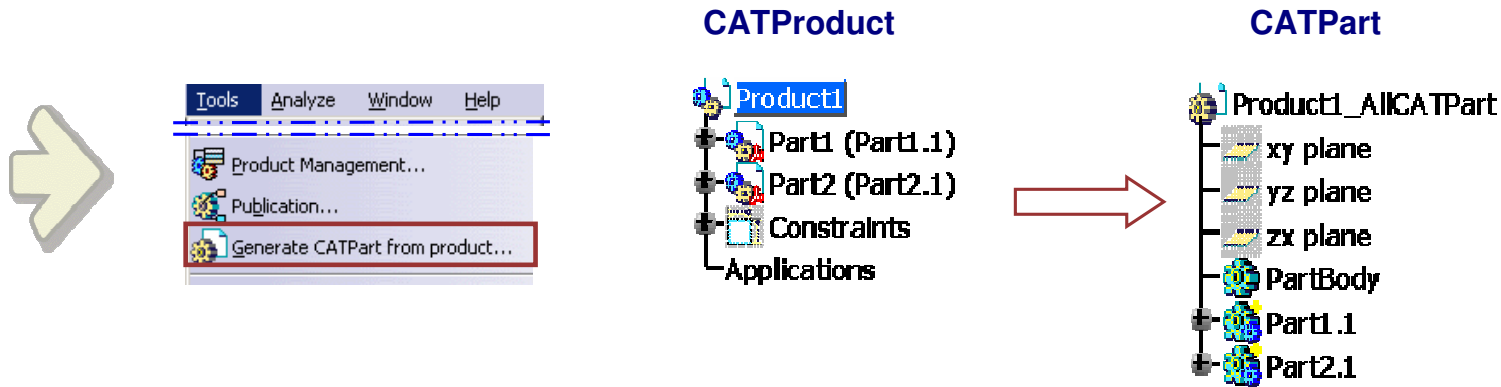 CATProduct
CATPart
Tools Analyze Window Help
Product Management...
Publication...
Generate CATPart from product...
Product1
Part1 (Part1.1)
Part2 (Part2.1)
Constraints
Applications
Product1_AllCATPart
xy plane
yz plane
zx plane
PartBody
Part1.1
Part2.1